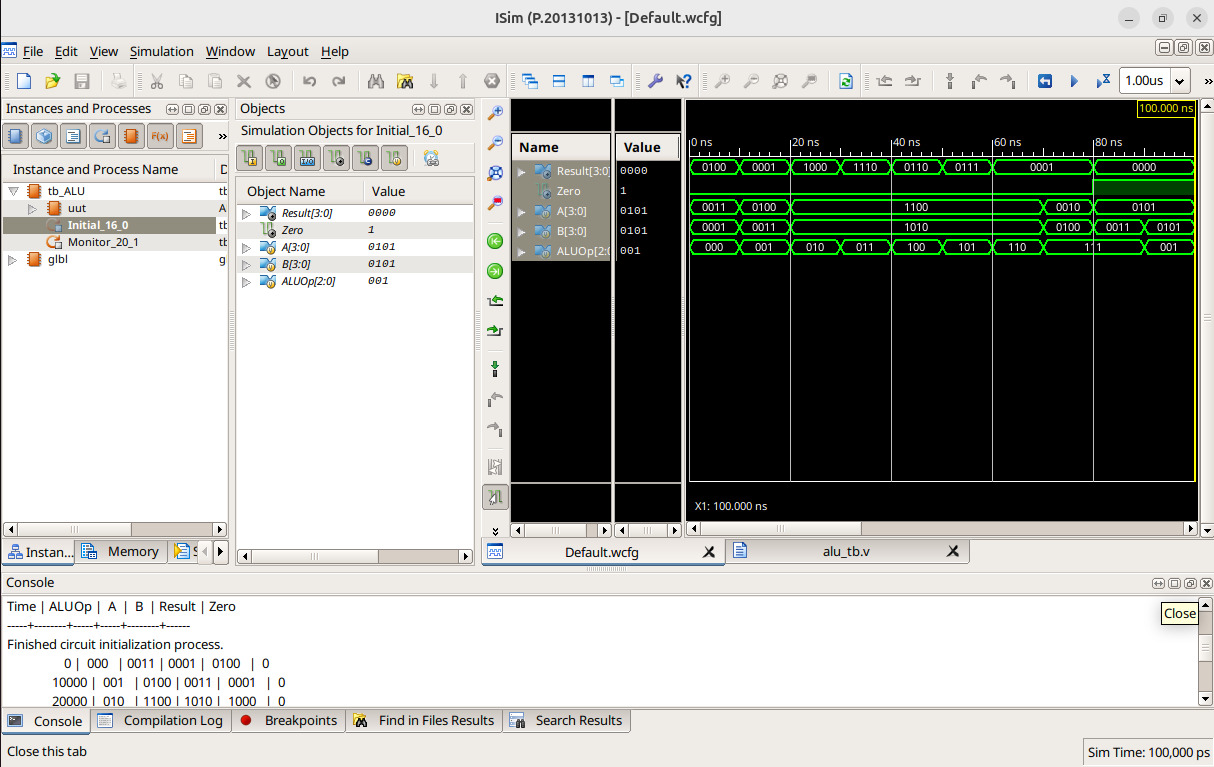 ISim (P.20131013) - [Default.wcfg]
File Edit View Simulation Window Layout Help
1.00us
»
Instances and Processes
F(x)
»
Instance and Process Name D
tb_ALU tl
uut A
Initial_16_0 tl
Monitor_20_1 tl
glbl g
Instan... Memory S
Objects
Simulation Objects for Initial_16_0
Object Name Value
Result[3:0] 0000
Zero 1
A[3:0] 0101
B[3:0] 0101
ALUOp[2:0] 001
Name Value
Result[3:0] 0000
Zero 1
A[3:0] 0101
B[3:0] 0101
ALUOp[2:0 001
100.000 ns
0 ns 20 ns 40 ns 60 ns 80 ns
0100 0001 1000 1110 0110 0111 0001 0000
0011 0100 1100 0010 0101
0001 0011 1010 0100 0011 0101
000 001 010 011 100 101 110 111 001
X1: 100.000 ns
Default.wcfg alu_tb.v
Console
Close
Time | ALUOp | A | B | Result | Zero
-----+--------+-----+-----+--------+------
Finished circuit initialization process.
0 | 000 | 0011 | 0001 | 0100 | 0
10000 | 001 | 0100 | 0011 | 0001 | 0
20000 | 010 | 1100 | 1010 | 1000 | 0
Console Compilation Log Breakpoints Find in Files Results Search Results
Close this tab
Sim Time: 100,000 ps